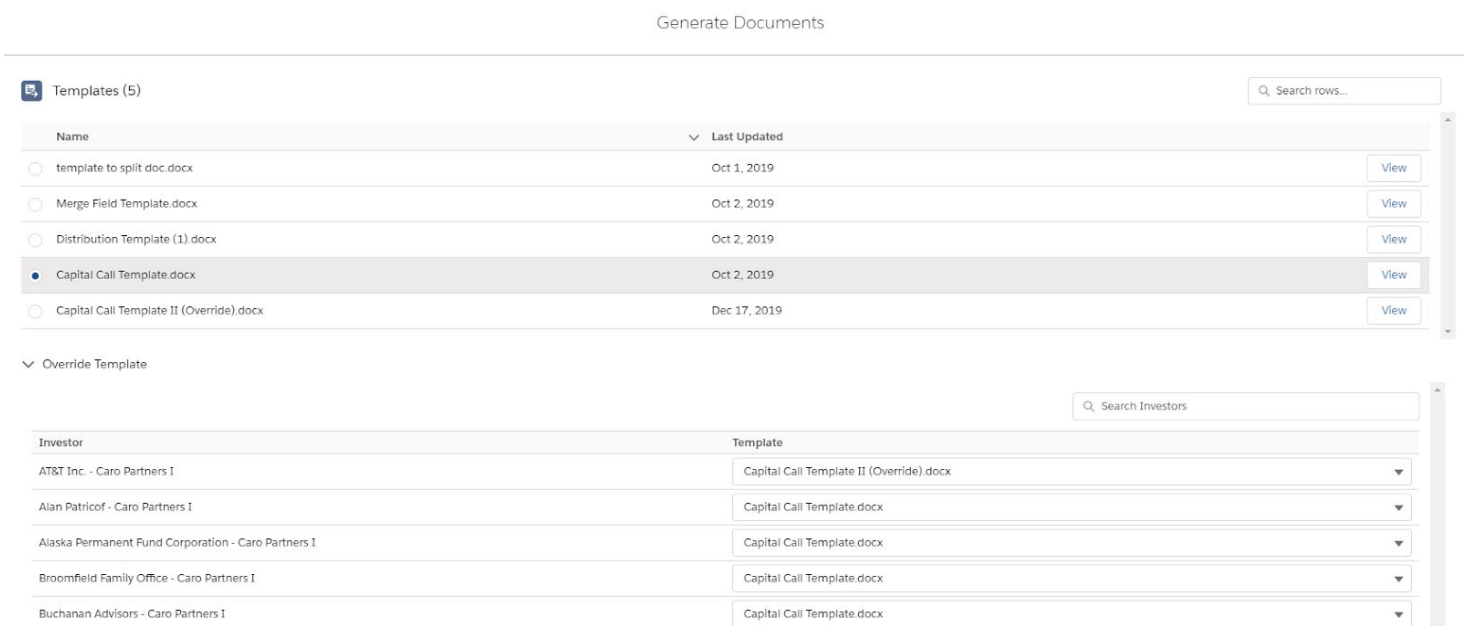 Generate Documents
Templates (5)
Search rows...
Name Last Updated
template to split doc.docx Oct 1, 2019 View
Merge Field Template.docx Oct 2, 2019 View
Distribution Template (1).docx Oct 2, 2019 View
Capital Call Template.docx Oct 2, 2019 View
Capital Call Template II (Override).docx Dec 17, 2019 View
Override Template
Search Investors
Investor Template
AT&T Inc. - Caro Partners I Capital Call Template II (Override).docx
Alan Patricof - Caro Partners I Capital Call Template.docx
Alaska Permanent Fund Corporation - Caro Partners I Capital Call Template.docx
Broomfield Family Office - Caro Partners I Capital Call Template.docx
Buchanan Advisors - Caro Partners I Capital Call Template.docx